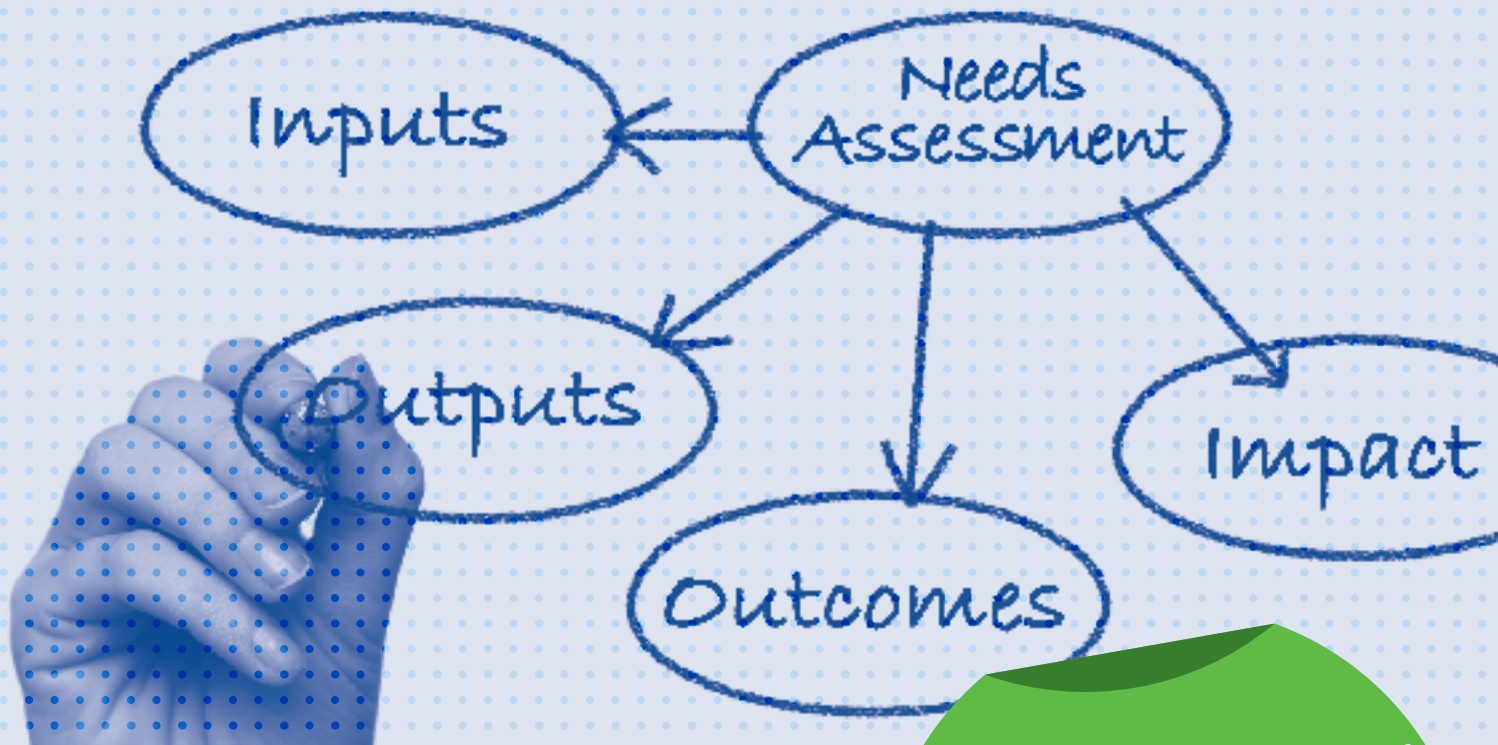 Inputs
Needs
Assessment
Outputs
Impact
Outcomes